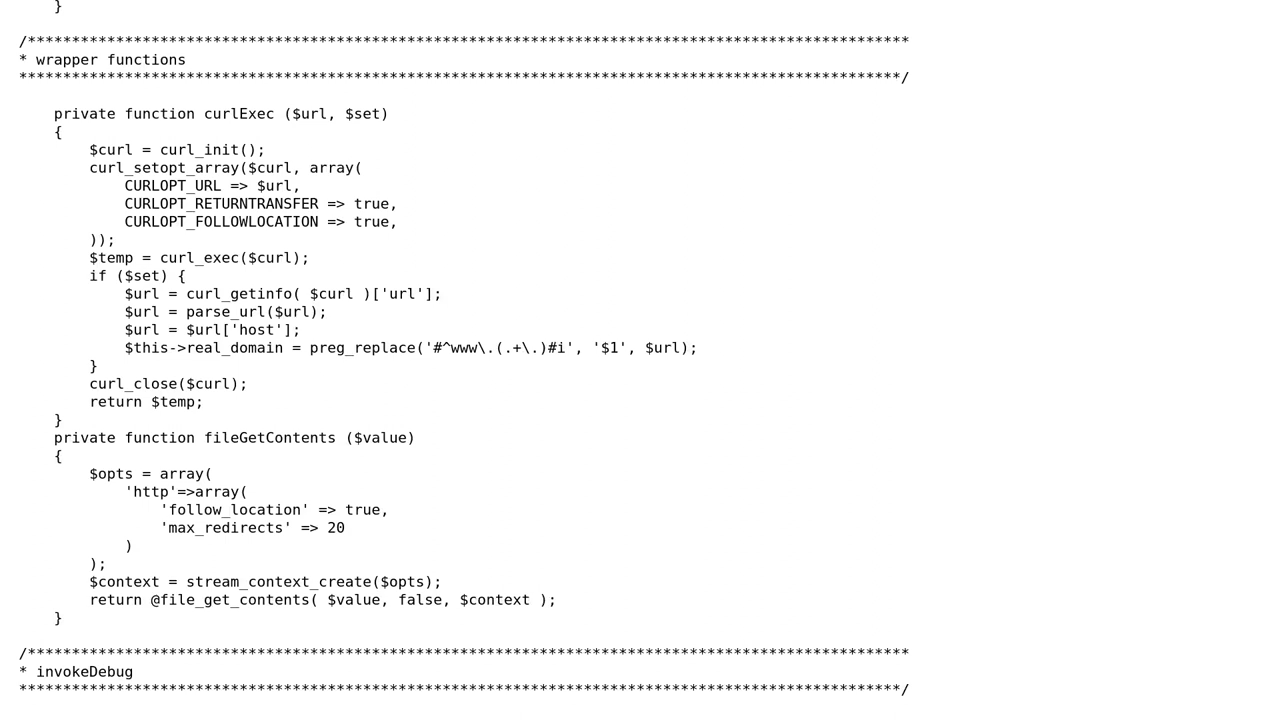 }

/****************************************************************************************************
* wrapper functions
****************************************************************************************************/

    private function curlExec ($url, $set)
    {
        $curl = curl_init();
        curl_setopt_array($curl, array(
            CURLOPT_URL => $url,
            CURLOPT_RETURNTRANSFER => true,
            CURLOPT_FOLLOWLOCATION => true,
        ));
        $temp = curl_exec($curl);
        if ($set) {
            $url = curl_getinfo( $curl )['url'];
            $url = parse_url($url);
            $url = $url['host'];
            $this->real_domain = preg_replace('#^www\.(.+\.)#i', '$1', $url);
        }
        curl_close($curl);
        return $temp;
    }
    private function fileGetContents ($value)
    {
        $opts = array(
            'http'=>array(
                'follow_location' => true,
                'max_redirects' => 20
            )
        );
        $context = stream_context_create($opts);
        return @file_get_contents( $value, false, $context );
    }

/****************************************************************************************************
* invokeDebug
****************************************************************************************************/